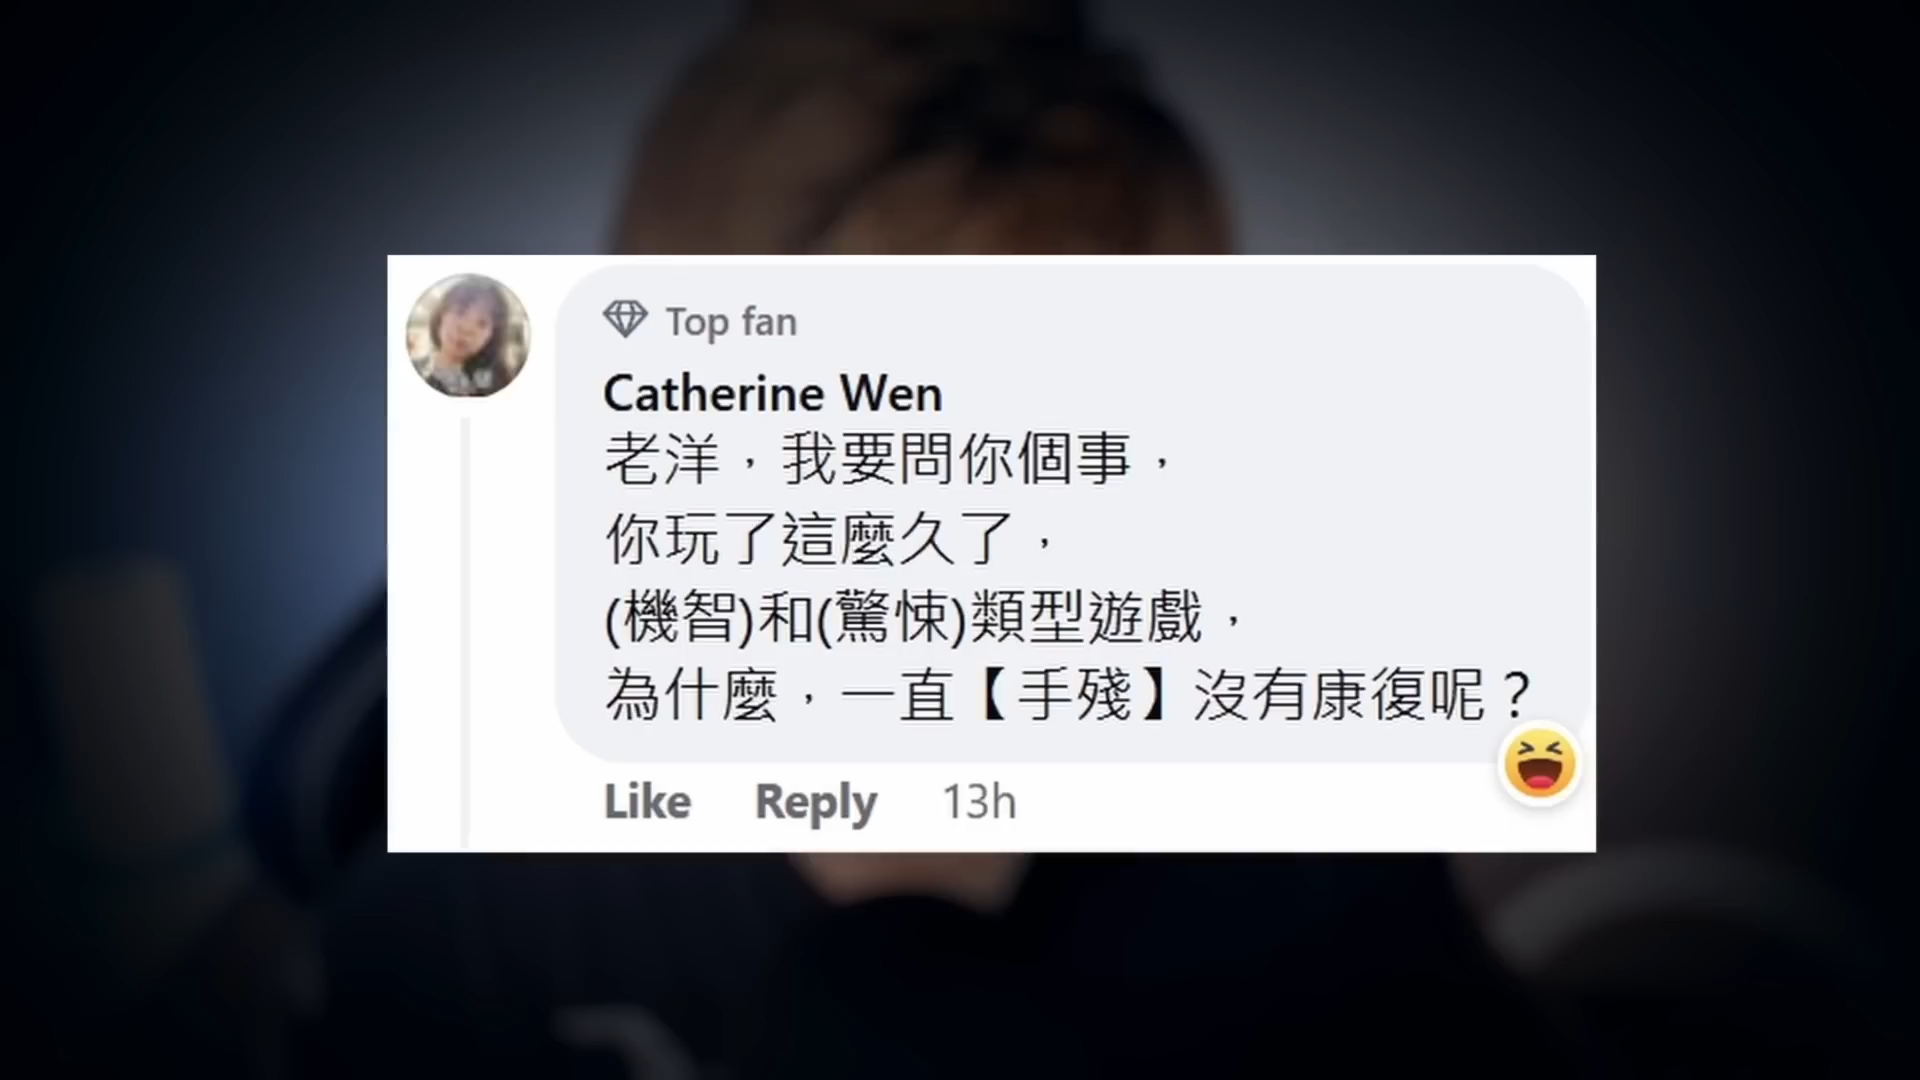 Top fan
Catherine Wen
老洋，我要問你個事，
你玩了這麼久了，
(機智)和(驚悚)類型遊戲，
為什麼，一直【手殘】沒有康復呢？
Like Reply 13h